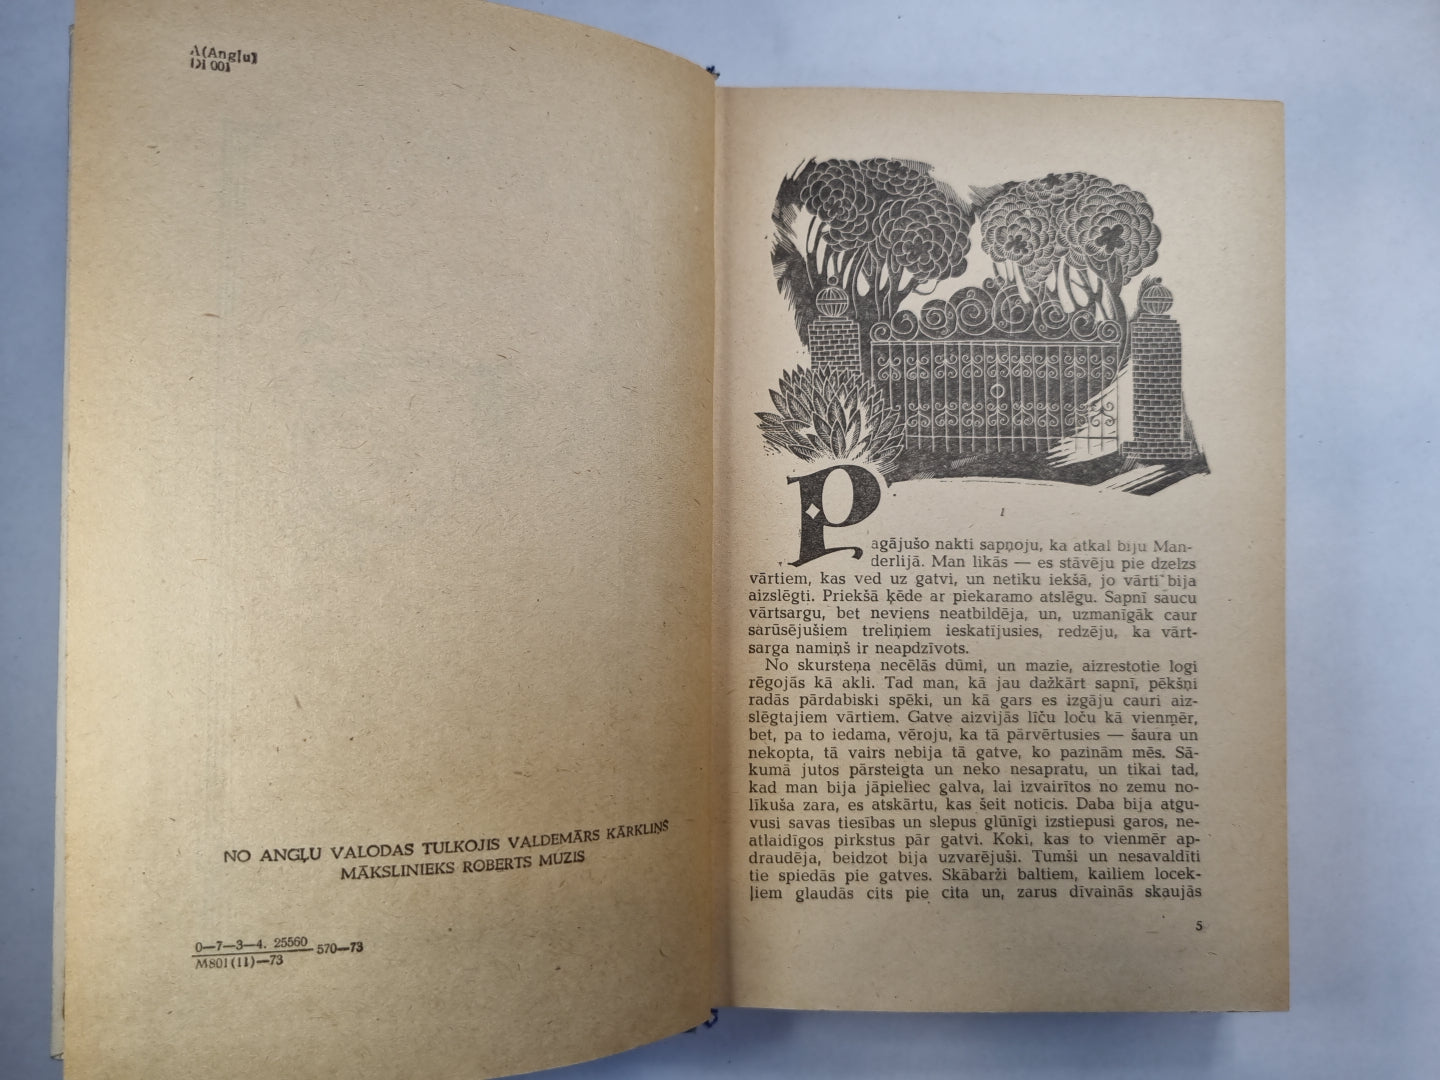 A(Angļu)
Di 001
NO ANGĻU VALODAS TULKOJIS VALDEMĀRS KĀRKLIŅŠ
MĀKSLINIEKS ROBERTS MUZIS
0—7—3—4. 25560
M801(11)—73
570—73
I
Pagājušo nakti sapņoju, ka atkal biju Man-
derlijā. Man likās — es stāvēju pie dzelzs
vārtiem, kas ved uz gatvi, un netiku iekšā, jo vārti bija
aizslēgti. Priekšā ķēde ar piekaramo atslēgu. Sapnī saucu
vārtsargu, bet neviens neatbildēja, un, uzmanīgāk caur
sarūsējušiem treliņiem ieskatījusies, redzēju, ka vārt-
sarga namiņš ir neapdzīvots.
No skursteņa necēlās dūmi, un mazie, aizrestotie logi
rēgojās kā akli. Tad man, kā jau dažkārt sapnī, pēkšņi
radās pārdabiski spēki, un kā gars es izgāju cauri aiz-
slēgtajiem vārtiem. Gatve aizvijās līču loču kā vienmēr,
bet, pa to iedama, vēroju, ka tā pārvērtusies — šaura un
nekopta, tā vairs nebija tā gatve, ko pazinām mēs. Sā-
kumā jutos pārsteigta un neko nesapratu, un tikai tad,
kad man bija jāpieliec galva, lai izvairītos no zemu no-
līkuša zara, es atskārtu, kas šeit noticis. Daba bija atgu-
vusi savas tiesības un slepus glūnīgi izstiepusi garos, ne-
atlaidīgos pirkstus pār gatvi. Koki, kas to vienmēr ap-
draudēja, beidzot bija uzvarējuši. Tumši un nesavaldīti
tie spiedās pie gatves. Skābarži baltiem, kailiem locek-
ļiem glaudās cits pie cita un, zarus dīvainās skaujās
5